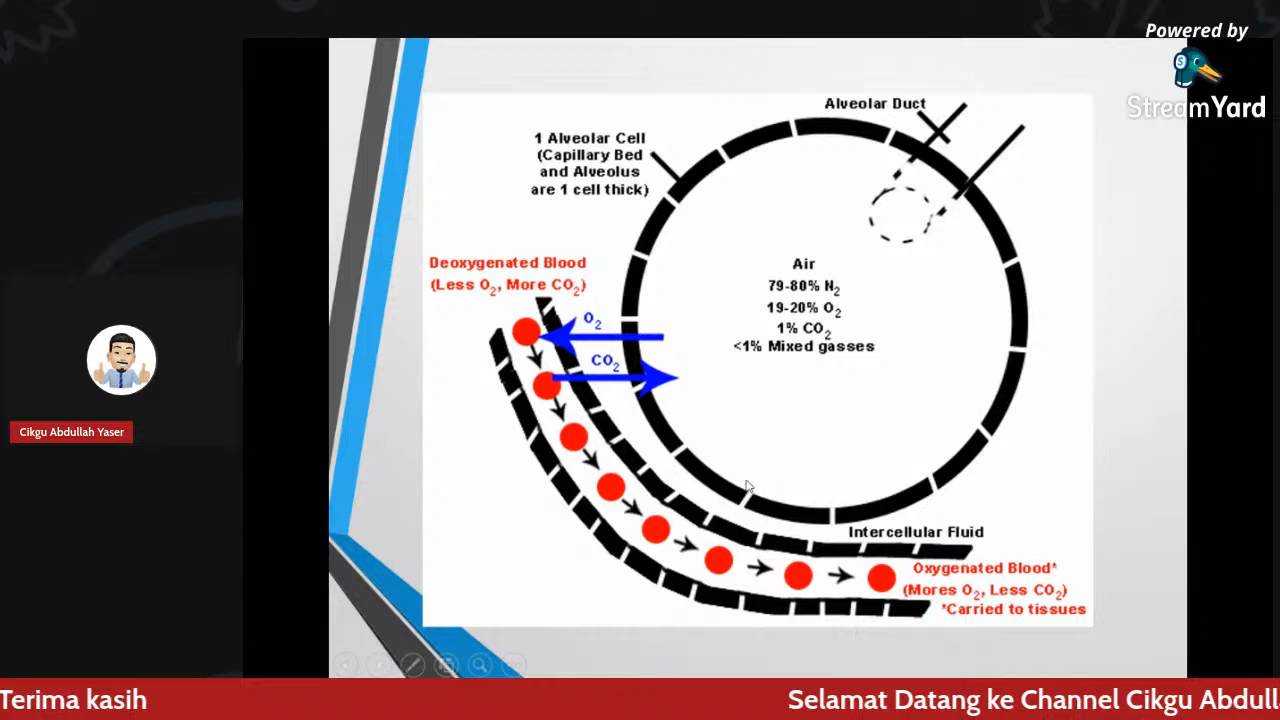 Powered by
StreamYard
Alveolar Duct
1 Alveolar Cell
(Capillary Bed
and Alveolus
are 1 cell thick)
Deoxygenated Blood
(Less O₂, More CO₂)
O₂
CO₂
Air
79-80% N₂
19-20% O₂
1% CO₂
<1% Mixed gasses
Intercellular Fluid
Oxygenated Blood*
(Mores O₂, Less CO₂)
*Carried to tissues
Cikgu Abdullah Yaser
Terima kasih
Selamat Datang ke Channel Cikgu Abdull